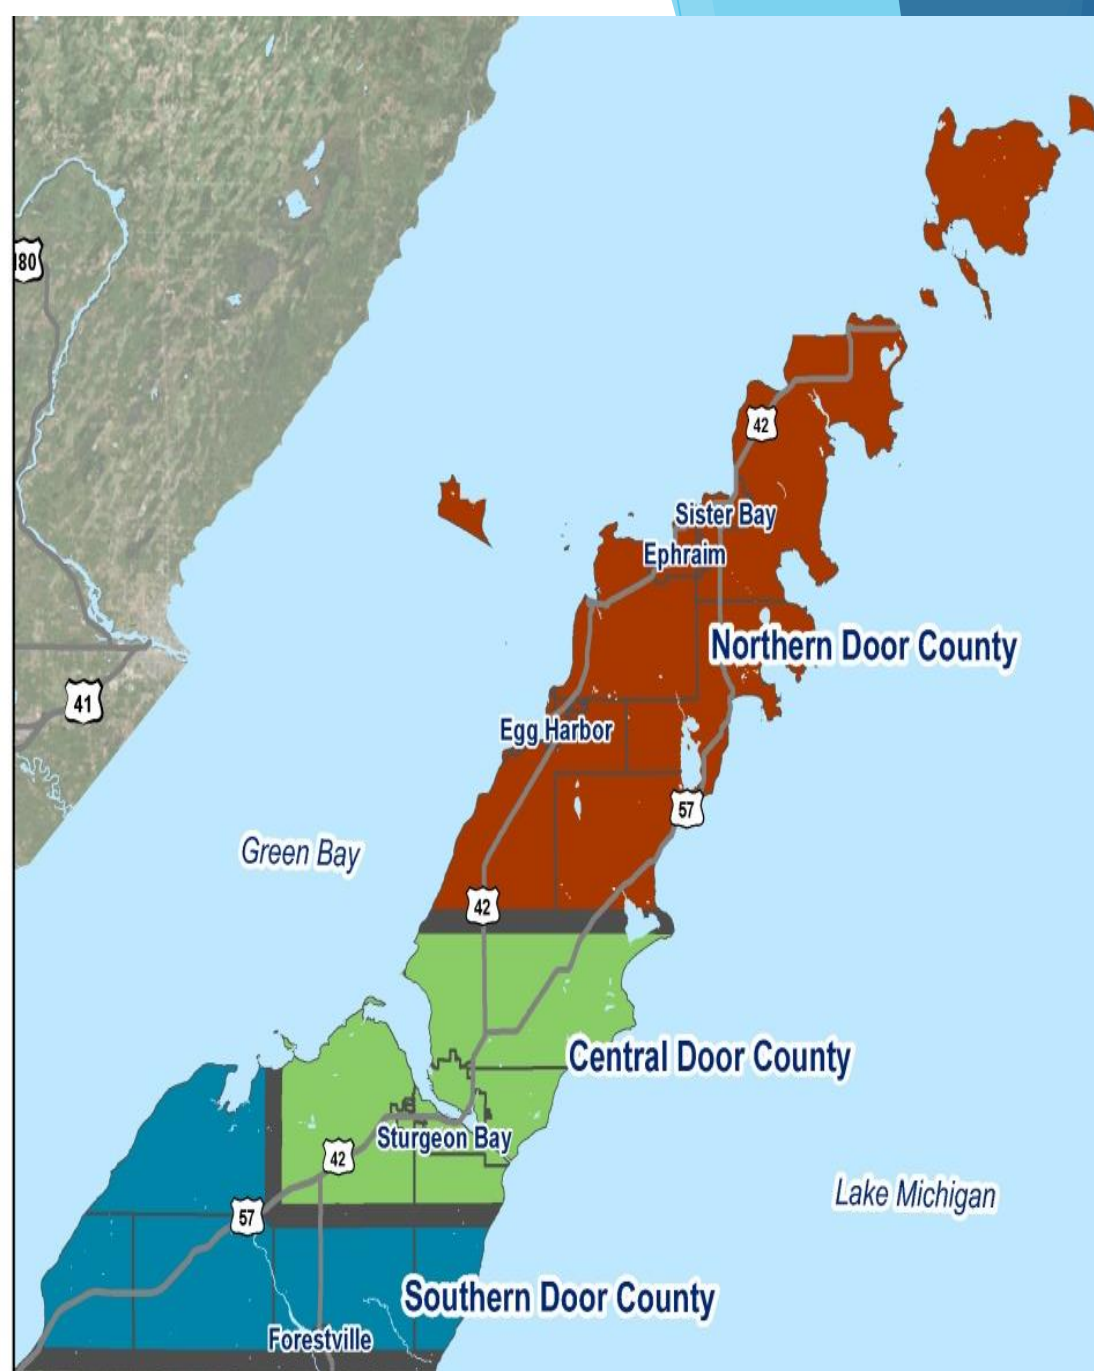 180
42
Sister Bay
Ephraim
Northern Door County
41
Egg Harbor
57
Green Bay
42
Central Door County
Sturgeon Bay
42
Lake Michigan
57
Southern Door County
Forestville